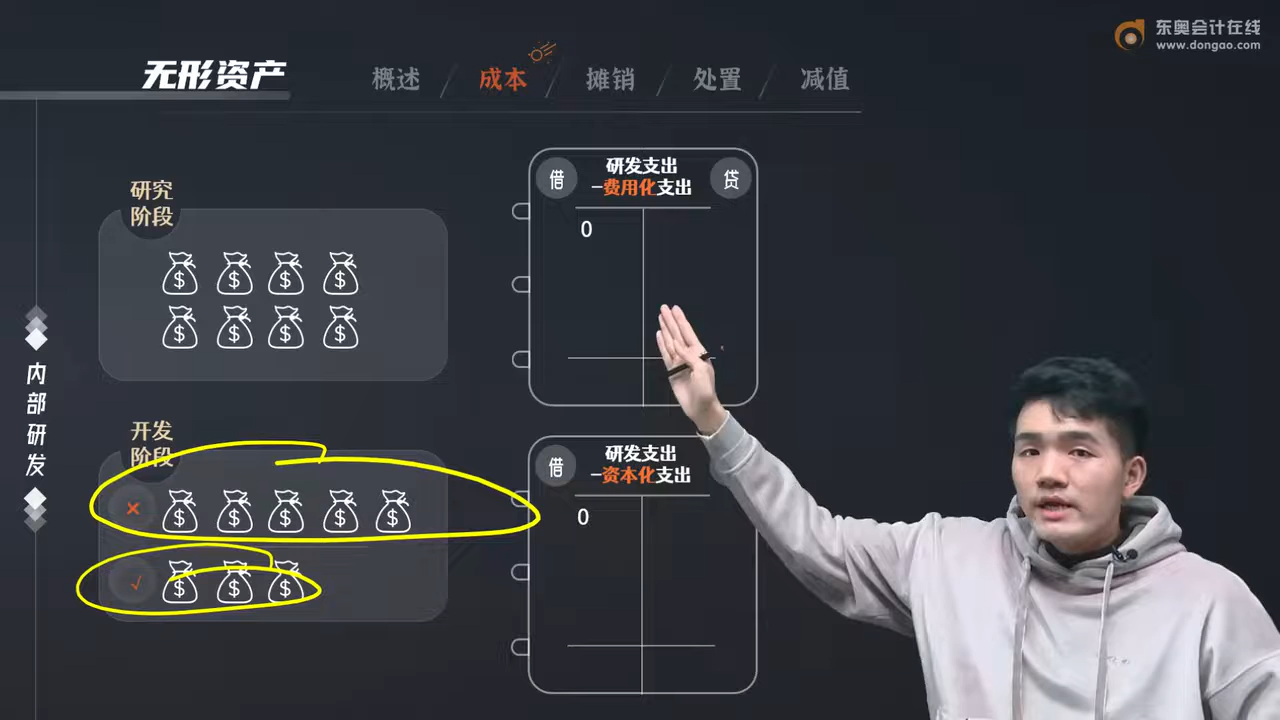 东奥会计在线
www.dongao.com
无形资产
概述 / 成本 / 摊销 / 处置 / 减值
研究
阶段
$ $ $ $
$ $ $ $
借
研发支出
-费用化支出
贷
0
内部研发
开发
阶段
× $ $ $ $ $
√ $ $ $
借
研发支出
-资本化支出
0